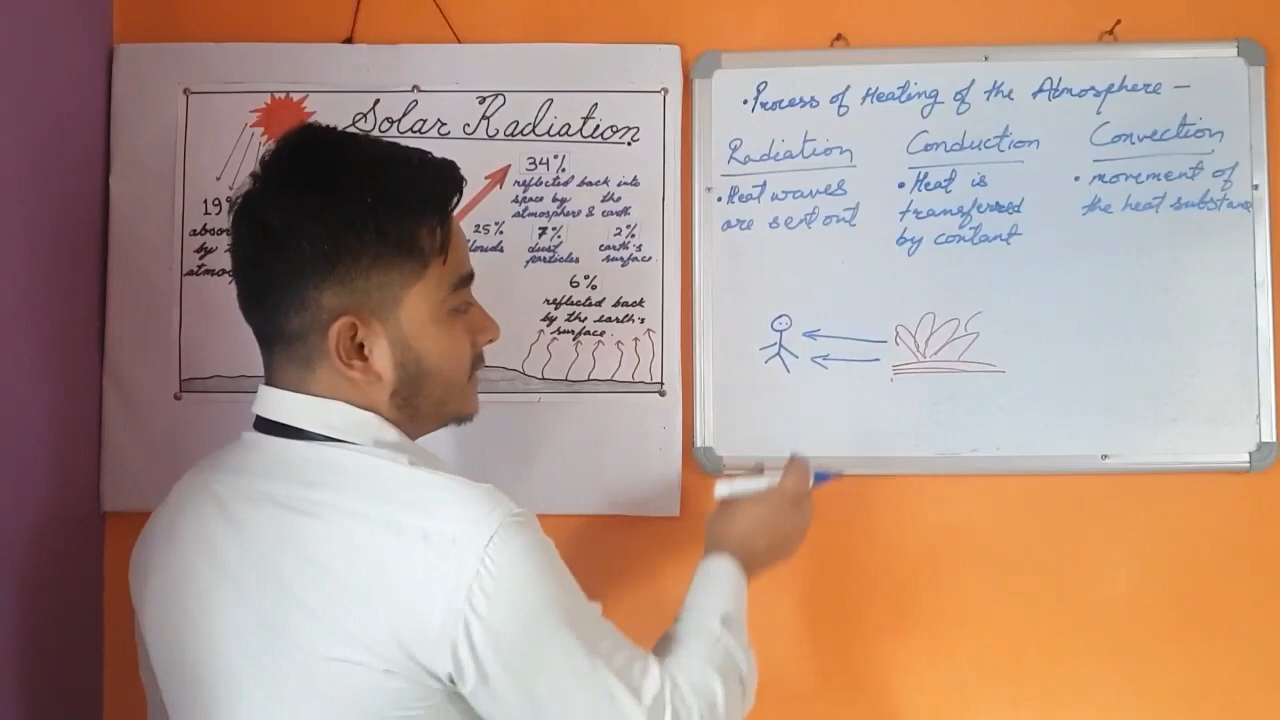 Solar Radiation
34%
reflected back into
space by the
atmosphere & earth
25%
7%
dust
particles
2%
earth's
surface.
19
by
6%
reflected back
by the earth's
surface.
• Process of Heating of the Atmosphere –
Radiation
• Heat waves
are sent out
Conduction
• Heat is
transferred
by contant
Convection
• movement of
the heat substance